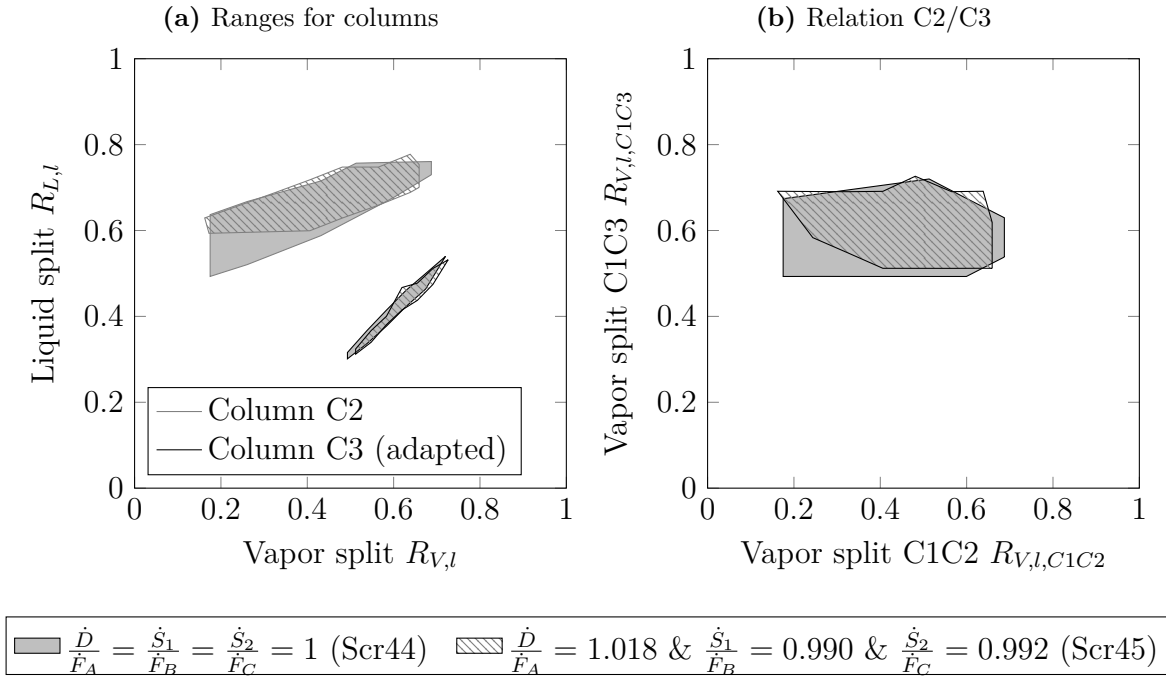 (a) Ranges for columns
(b) Relation C2/C3
1
0.8
0.6
0.4
0.2
0
0
0.2
0.4
0.6
0.8
1
Liquid split R_{L,l}
Vapor split R_{V,l}
Column C2
Column C3 (adapted)
1
0.8
0.6
0.4
0.2
0
0
0.2
0.4
0.6
0.8
1
Vapor split C1C3 R_{V,l,C1C3}
Vapor split C1C2 R_{V,l,C1C2}
Ḋ/Ḟ_A = Ṡ_1/Ḟ_B = Ṡ_2/Ḟ_C = 1 (Scr44) Ḋ/Ḟ_A = 1.018 & Ṡ_1/Ḟ_B = 0.990 & Ṡ_2/Ḟ_C = 0.992 (Scr45)